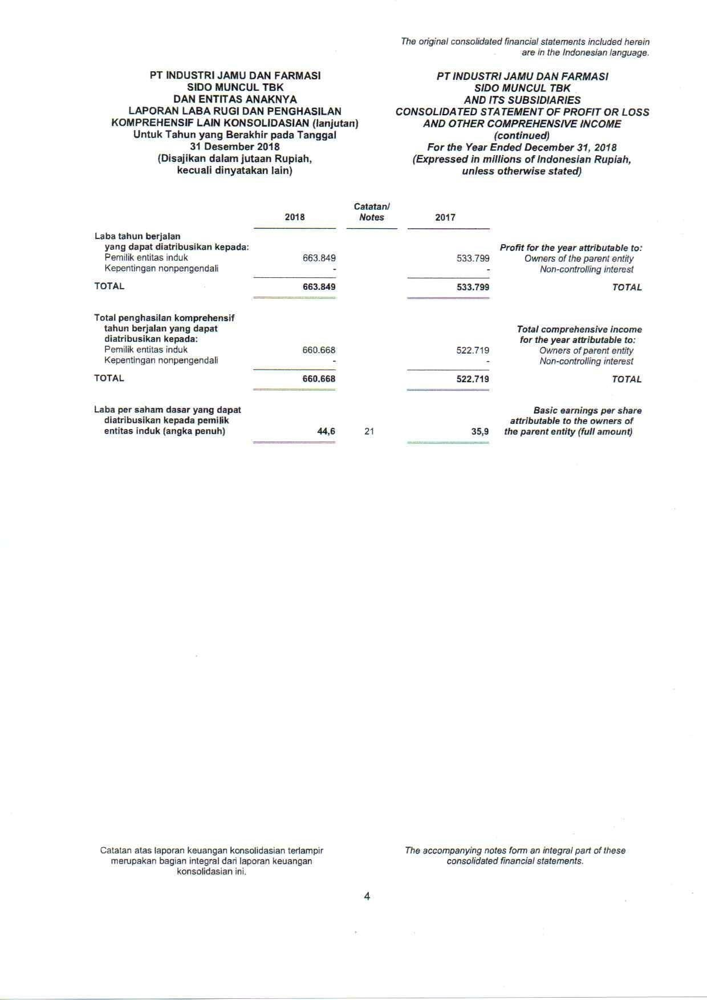 The original consolidated financial statements included herein
are in the Indonesian language.
PT INDUSTRI JAMU DAN FARMASI
SIDO MUNCUL TBK
DAN ENTITAS ANAKNYA
LAPORAN LABA RUGI DAN PENGHASILAN
KOMPREHENSIF LAIN KONSOLIDASIAN (lanjutan)
Untuk Tahun yang Berakhir pada Tanggal
31 Desember 2018
(Disajikan dalam jutaan Rupiah,
kecuali dinyatakan lain)
PT INDUSTRI JAMU DAN FARMASI
SIDO MUNCUL TBK
AND ITS SUBSIDIARIES
CONSOLIDATED STATEMENT OF PROFIT OR LOSS
AND OTHER COMPREHENSIVE INCOME
(continued)
For the Year Ended December 31, 2018
(Expressed in millions of Indonesian Rupiah,
unless otherwise stated)
Catatan/
2018 Notes 2017
Laba tahun berjalan
yang dapat diatribusikan kepada: Profit for the year attributable to:
Pemilik entitas induk 663.849 533.799 Owners of the parent entity
Kepentingan nonpengendali - - Non-controlling interest
TOTAL 663.849 533.799 TOTAL
Total penghasilan komprehensif
tahun berjalan yang dapat Total comprehensive income
diatribusikan kepada: for the year attributable to:
Pemilik entitas induk 660.668 522.719 Owners of parent entity
Kepentingan nonpengendali - - Non-controlling interest
TOTAL 660.668 522.719 TOTAL
Laba per saham dasar yang dapat Basic earnings per share
diatribusikan kepada pemilik attributable to the owners of
entitas induk (angka penuh) 44,6 21 35,9 the parent entity (full amount)
Catatan atas laporan keuangan konsolidasian terlampir
merupakan bagian integral dari laporan keuangan
konsolidasian ini.
The accompanying notes form an integral part of these
consolidated financial statements.
4